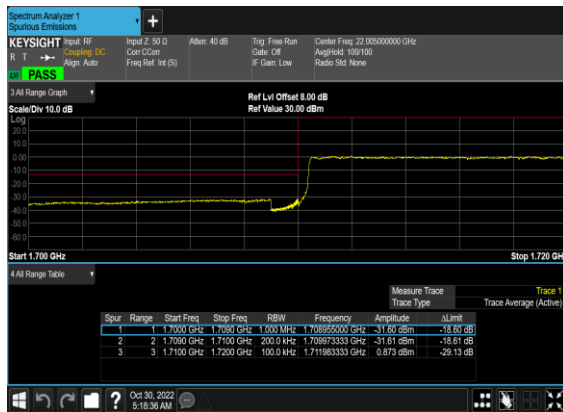 Spectrum Analyzer 1
Spurious Emissions
KEYSIGHT Input: RF Input Z: 50 Ω Atten: 40 dB Trig: Free Run Center Freq: 22.005000000 GHz
R T Coupling: DC Corr CCorr Gate: Off Avg|Hold: 100/100
Align: Auto Freq Ref: Int (S) IF Gain: Low Radio Std: None
PASS
3 All Range Graph
Ref Lvl Offset 8.00 dB
Scale/Div 10.0 dB Ref Value 30.00 dBm
Log
20.0
10.0
0.00
-10.0
-20.0
-30.0
-40.0
-50.0
-60.0
Start 1.700 GHz Stop 1.720 GH
4 All Range Table
Measure Trace Trace 1
Trace Type Trace Average (Active)
Spur Range Start Freq Stop Freq RBW Frequency Amplitude ΔLimit
1 1 1.7000 GHz 1.7090 GHz 1.000 MHz 1.708955000 GHz -31.60 dBm -18.60 dB
2 2 1.7090 GHz 1.7100 GHz 200.0 kHz 1.709973333 GHz -31.61 dBm -18.61 dB
3 3 1.7100 GHz 1.7200 GHz 100.0 kHz 1.711983333 GHz 0.873 dBm -29.13 dB
? Oct 30, 2022
5:18:36 AM